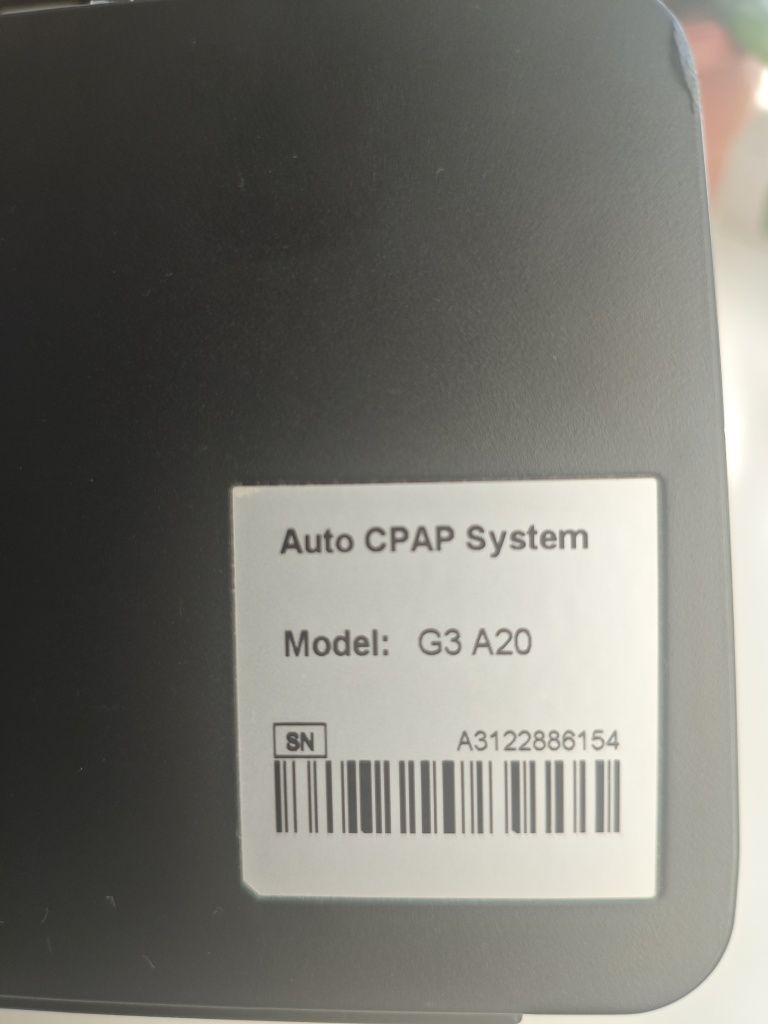 Auto CPAP System
Model: G3 A20
SN A3122886154